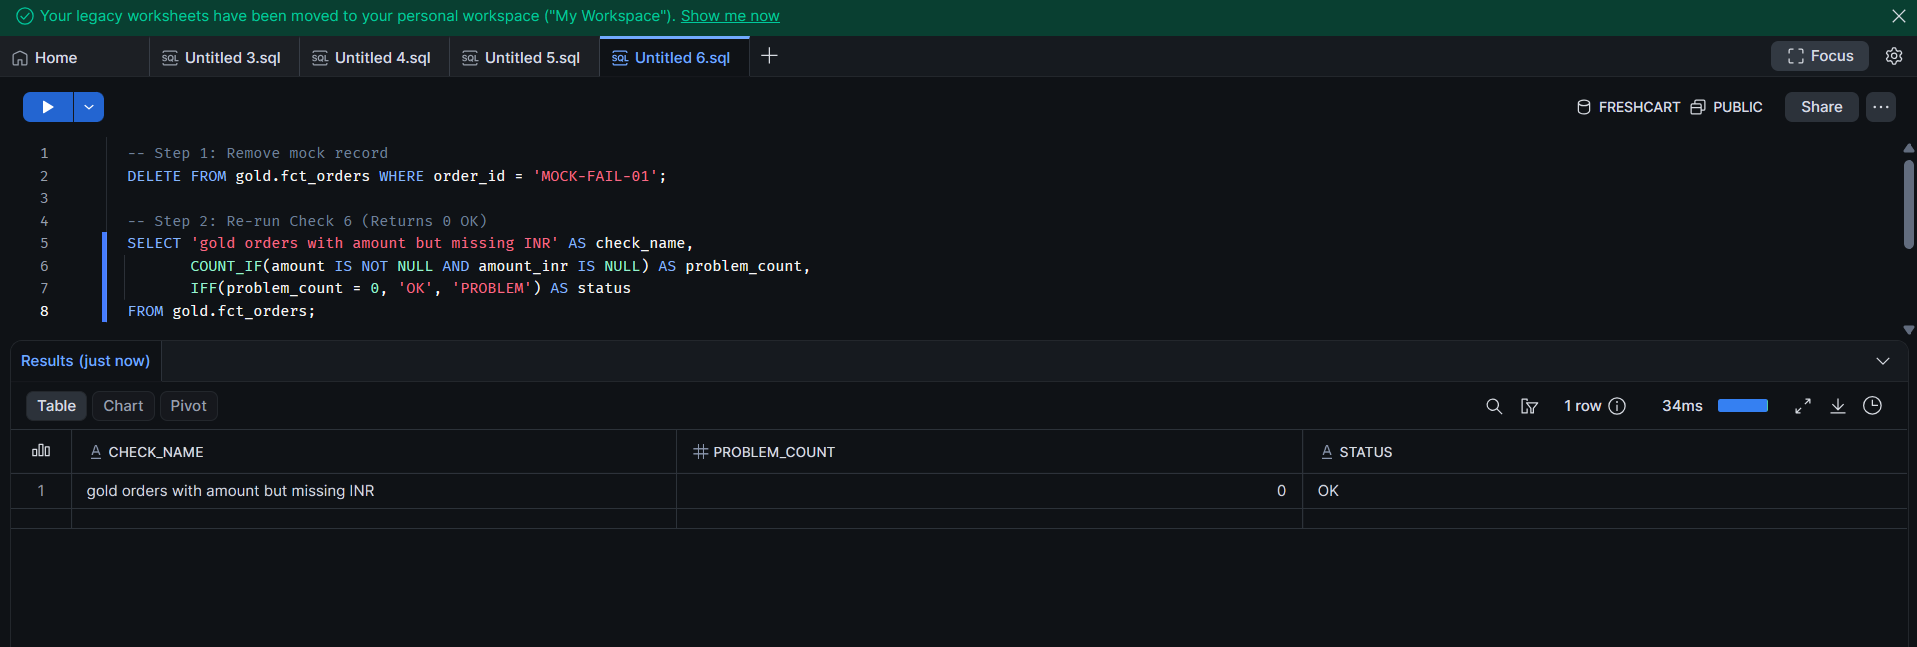 Your legacy worksheets have been moved to your personal workspace ("My Workspace"). Show me now
Home
SQL Untitled 3.sql
SQL Untitled 4.sql
SQL Untitled 5.sql
SQL Untitled 6.sql
Focus
FRESHCART
PUBLIC
Share
1 -- Step 1: Remove mock record
2 DELETE FROM gold.fct_orders WHERE order_id = 'MOCK-FAIL-01';
3
4 -- Step 2: Re-run Check 6 (Returns 0 OK)
5 SELECT 'gold orders with amount but missing INR' AS check_name,
6 COUNT_IF(amount IS NOT NULL AND amount_inr IS NULL) AS problem_count,
7 IFF(problem_count = 0, 'OK', 'PROBLEM') AS status
8 FROM gold.fct_orders;
Results (just now)
Table Chart Pivot
1 row
34ms
A CHECK_NAME # PROBLEM_COUNT A STATUS
1 gold orders with amount but missing INR 0 OK